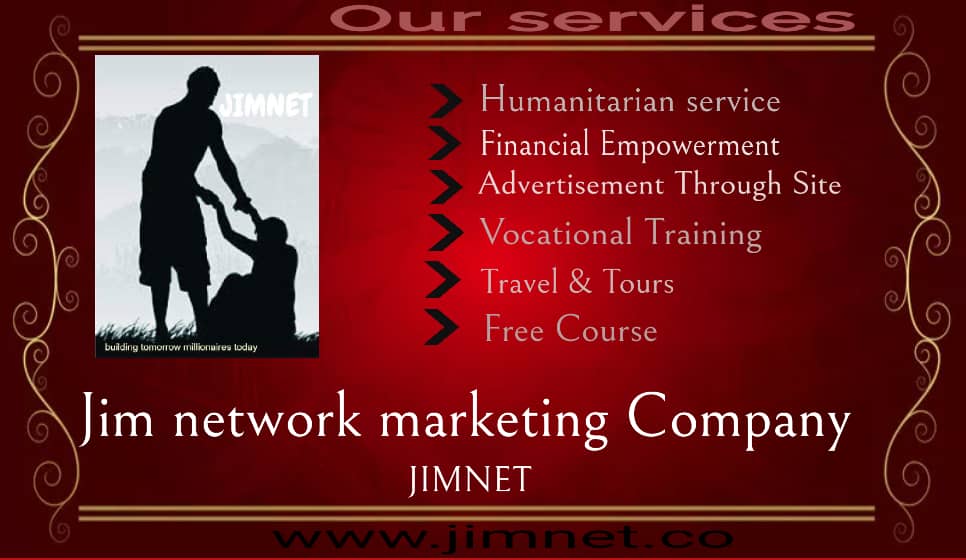 Our services
JIMNET
Humanitarian service
Financial Empowerment
Advertisement Through Site
Vocational Training
Travel & Tours
Free Course
building tomorrow millionaires today
Jim network marketing Company
JIMNET
www.jimnet.co